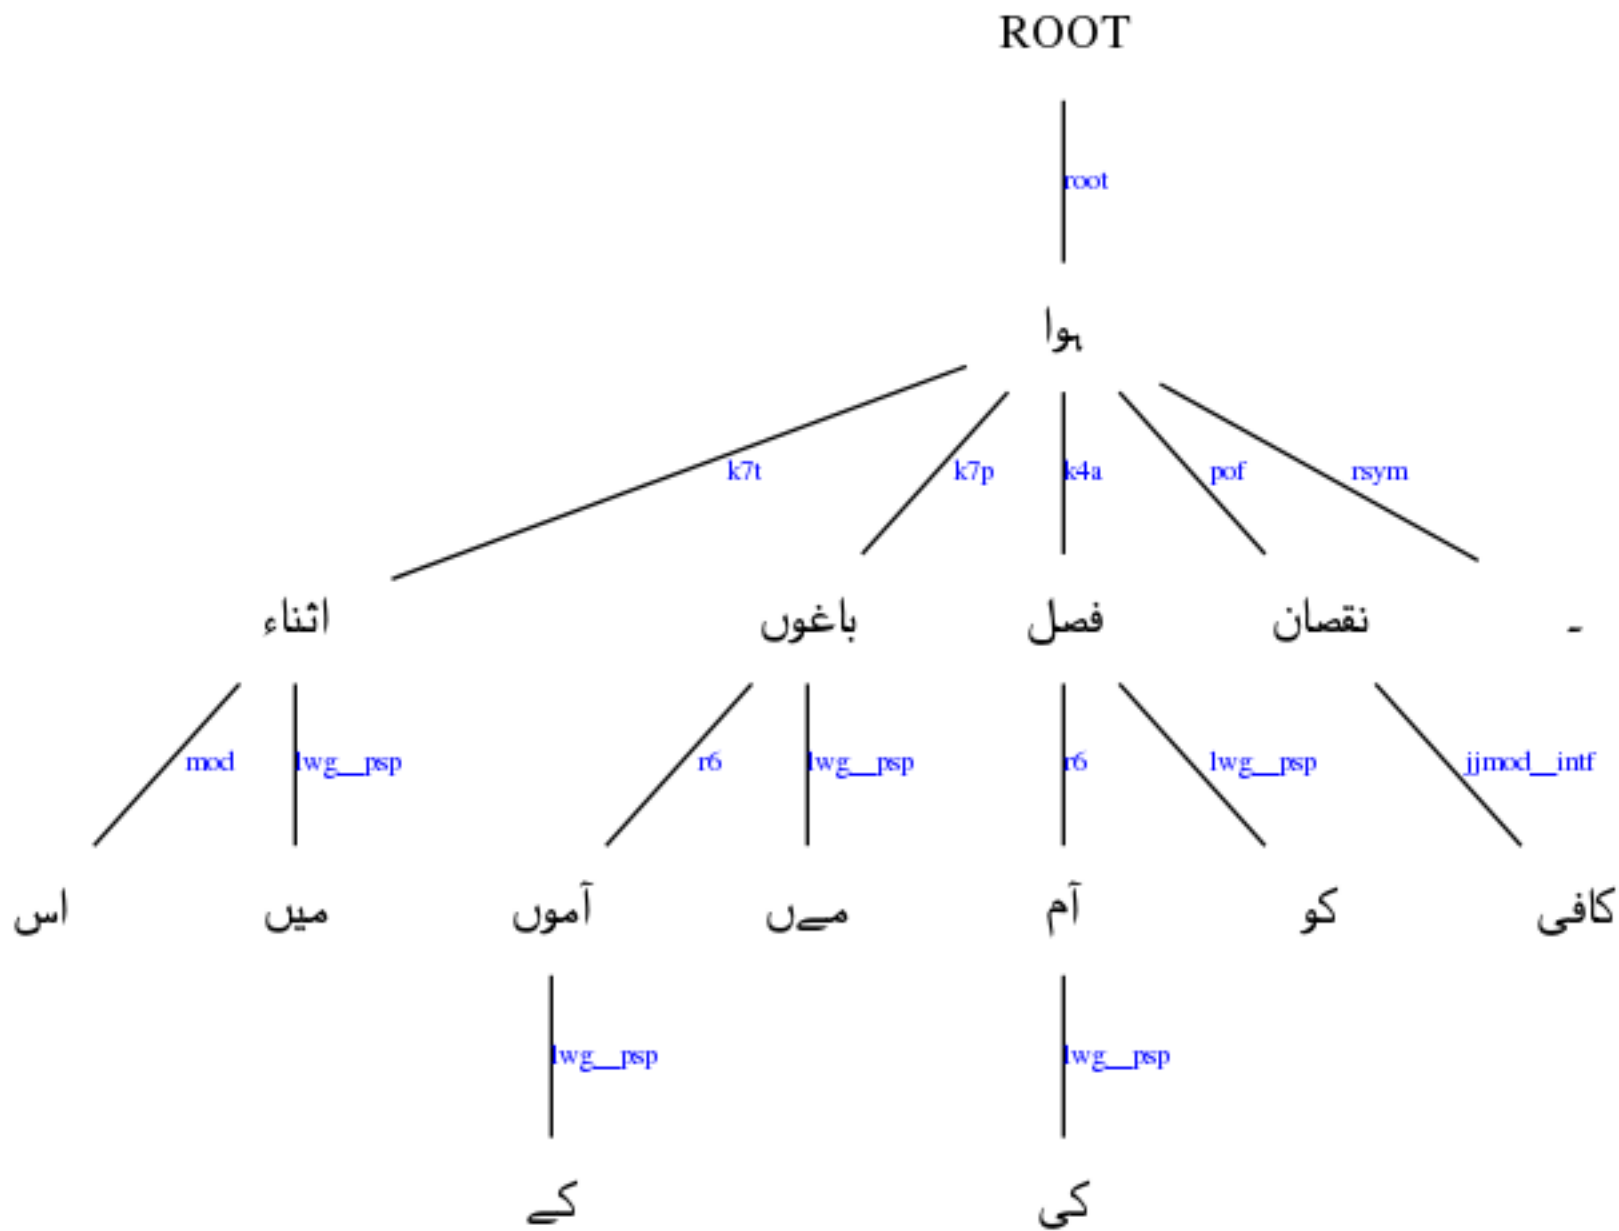 ROOT
root
ہوا
k7t k7p k4a pof rsym
اثناء باغوں فصل نقصان ۔
mod lwg__psp r6 lwg__psp r6 lwg__psp jjmod__intf
اس میں آموں مےں آم کو کافی
lwg__psp lwg__psp
کے کی